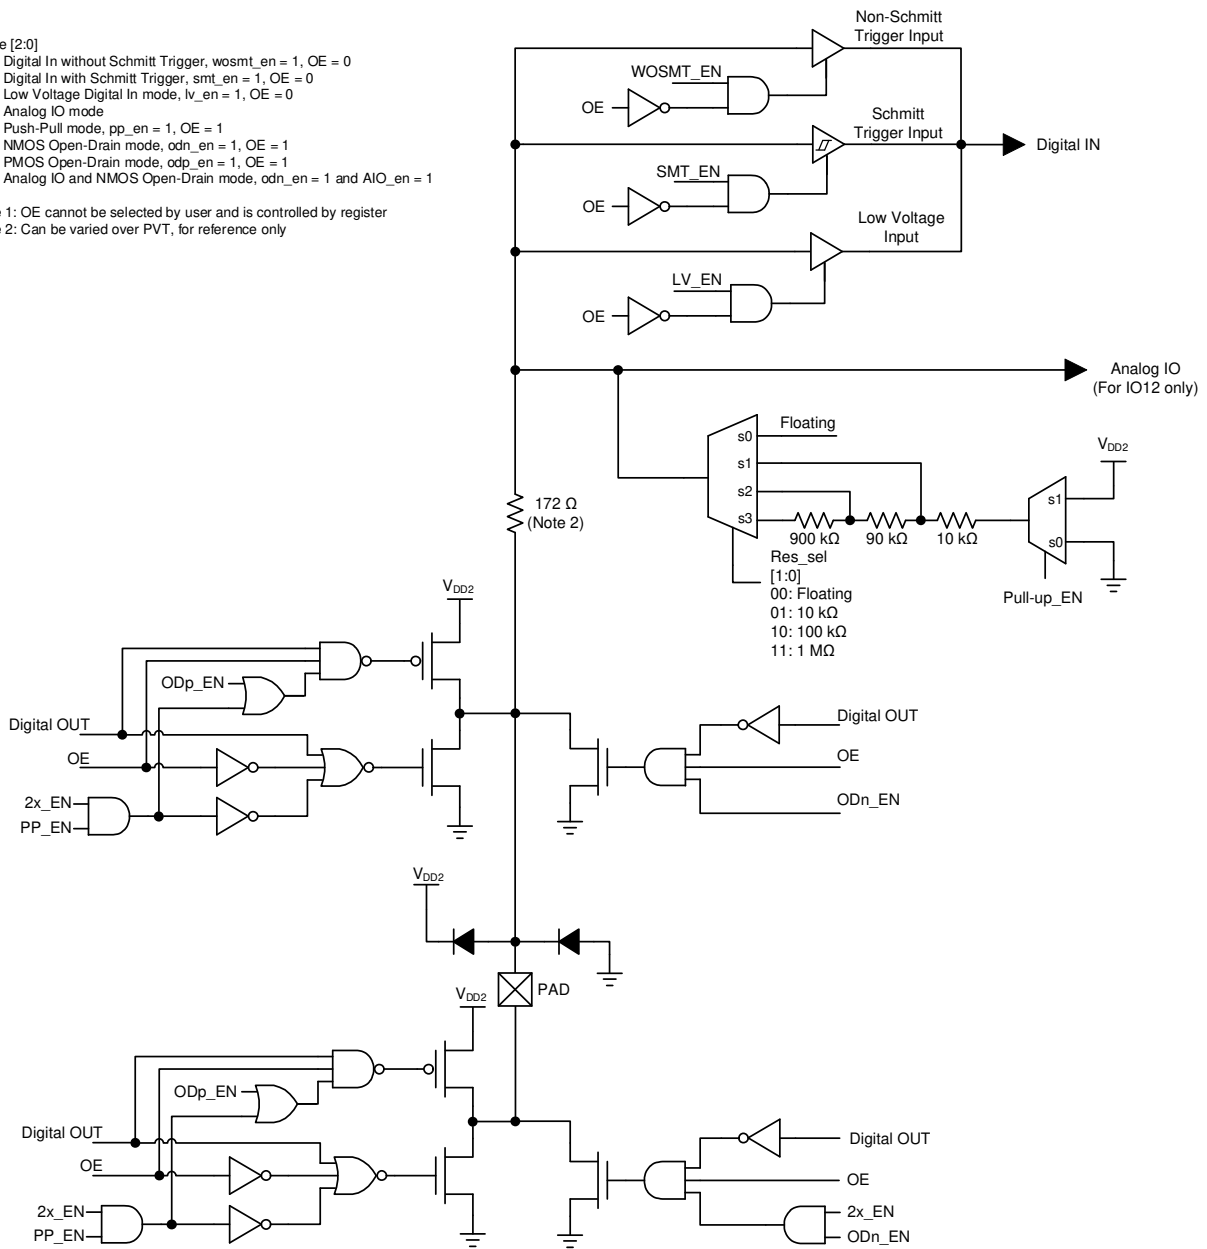 e [2:0]
Digital In without Schmitt Trigger, wosmt_en = 1, OE = 0
Digital In with Schmitt Trigger, smt_en = 1, OE = 0
Low Voltage Digital In mode, lv_en = 1, OE = 0
Analog IO mode
Push-Pull mode, pp_en = 1, OE = 1
NMOS Open-Drain mode, odn_en = 1, OE = 1
PMOS Open-Drain mode, odp_en = 1, OE = 1
Analog IO and NMOS Open-Drain mode, odn_en = 1 and AIO_en = 1
e 1: OE cannot be selected by user and is controlled by register
e 2: Can be varied over PVT, for reference only
Non-Schmitt
Trigger Input
WOSMT_EN
OE
Schmitt
Trigger Input
Digital IN
SMT_EN
OE
Low Voltage
Input
LV_EN
OE
Analog IO
(For IO12 only)
Floating
s0
s1
s2
s3
VDD2
s1
s0
172 Ω
(Note 2)
900 kΩ
90 kΩ
10 kΩ
Res_sel
[1:0]
00: Floating
01: 10 kΩ
10: 100 kΩ
11: 1 MΩ
Pull-up_EN
VDD2
ODp_EN
Digital OUT
OE
2x_EN
PP_EN
Digital OUT
OE
ODn_EN
VDD2
PAD
VDD2
ODp_EN
Digital OUT
OE
2x_EN
PP_EN
Digital OUT
OE
2x_EN
ODn_EN